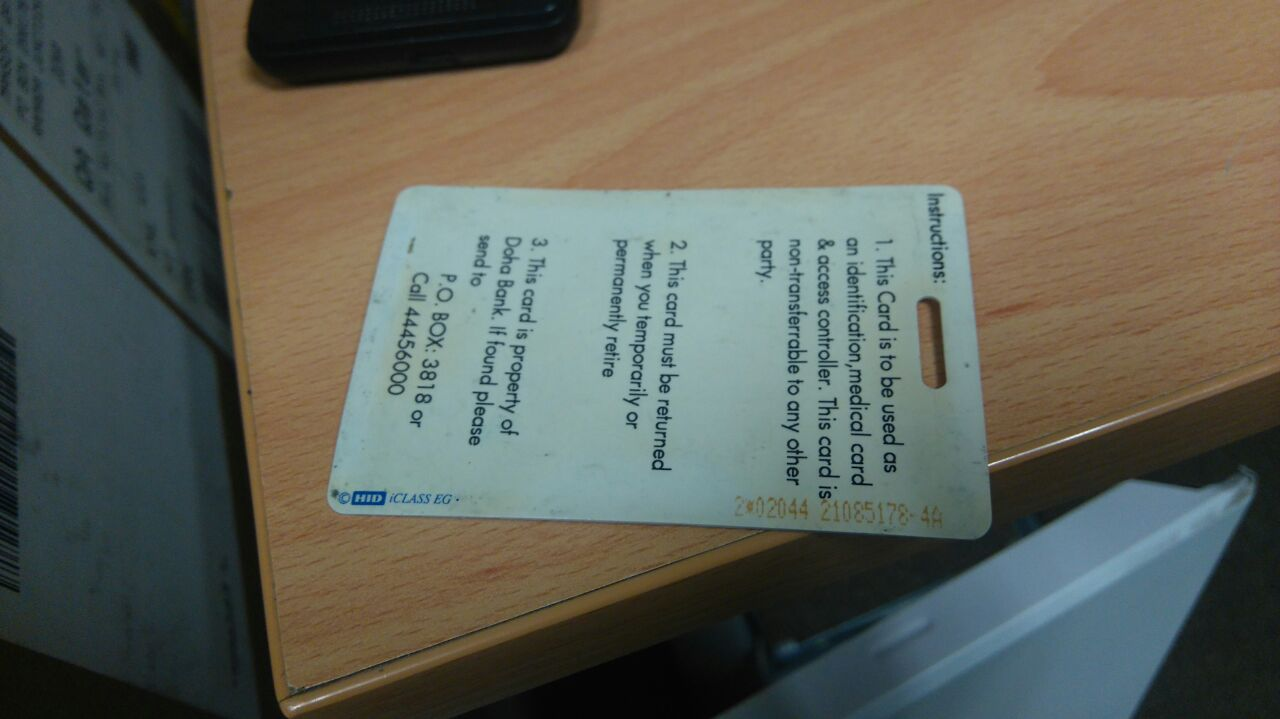 Instructions:
1. This Card is to be used as
an identification,medical card
& access controller. This card is
non-transferrable to any other
party.
2. This card must be returned
when you temporarily or
permanently retire
3. This card is property of
Doha Bank. If found please
send to
P.O. BOX: 3818 or
Call 44456000
© HID iCLASS EG
2*02044 21085178-4A